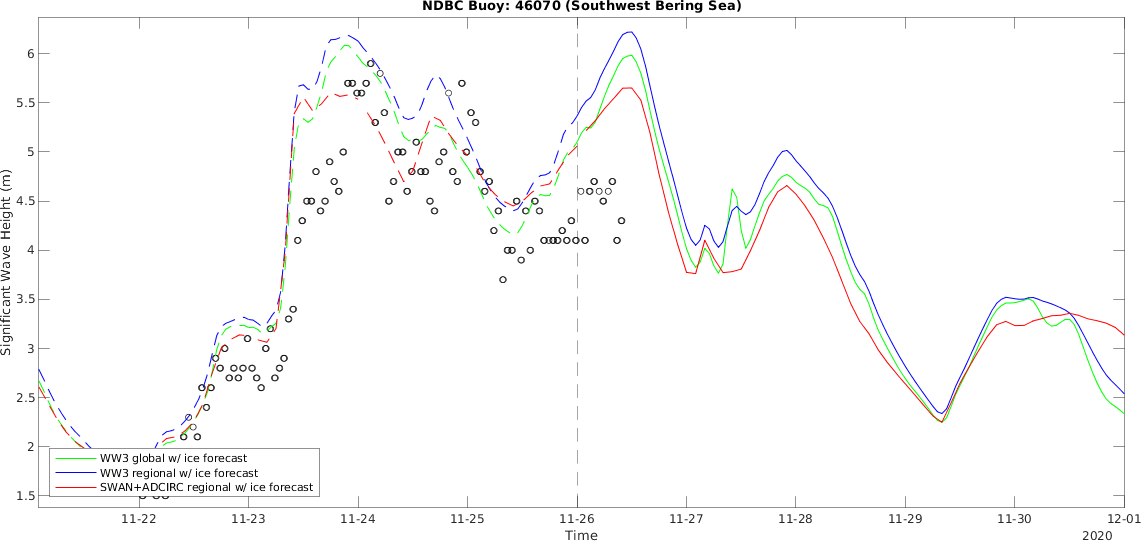 NDBC Buoy: 46070 (Southwest Bering Sea)
Significant Wave Height (m)
6
5.5
5
4.5
4
3.5
3
2.5
2
1.5
WW3 global w/ ice forecast
WW3 regional w/ ice forecast
SWAN+ADCIRC regional w/ ice forecast
11-22 11-23 11-24 11-25 11-26 11-27 11-28 11-29 11-30 12-01
Time
2020